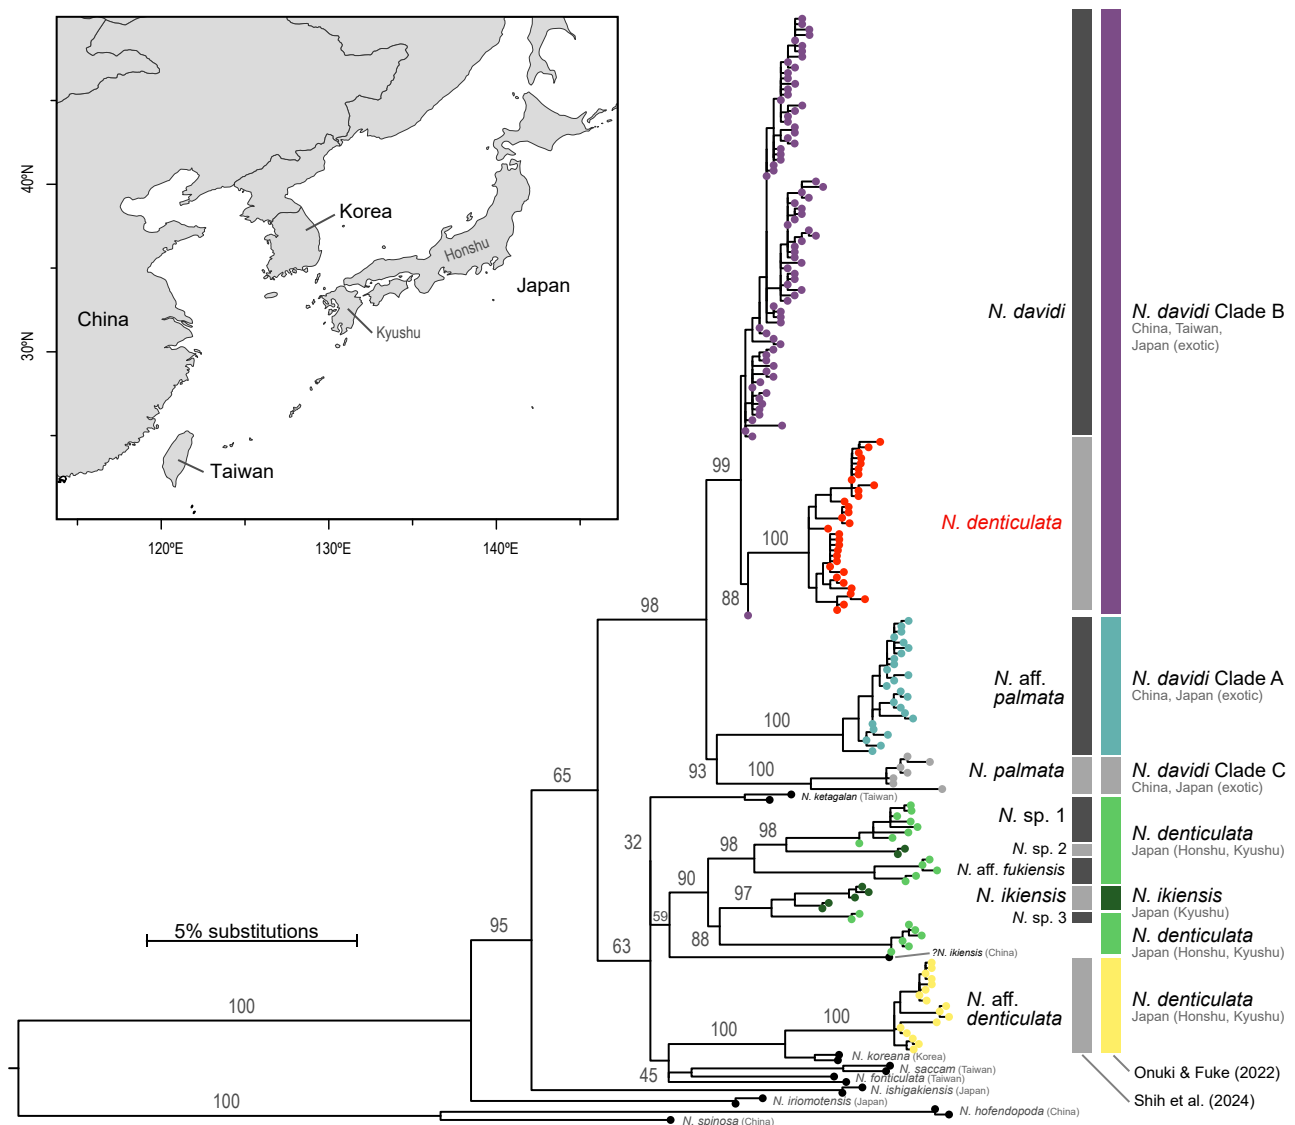 40ºN
30ºN
120ºE
130ºE
140ºE
China
Korea
Japan
Honshu
Kyushu
Taiwan
N. davidi
N. davidi Clade B
China, Taiwan,
Japan (exotic)
99
N. denticulata
100
88
98
N. aff.
palmata
N. davidi Clade A
China, Japan (exotic)
100
93
100
N. palmata
N. davidi Clade C
China, Japan (exotic)
65
N. ketagalan (Taiwan)
32
98
98
N. sp. 1
N. denticulata
Japan (Honshu, Kyushu)
N. sp. 2
N. aff. fukiensis
90
97
N. ikiensis
N. ikiensis
Japan (Kyushu)
N. sp. 3
59
88
N. denticulata
Japan (Honshu, Kyushu)
?N. ikiensis (China)
5% substitutions
95
63
N. aff.
denticulata
N. denticulata
Japan (Honshu, Kyushu)
100
100
100
N. koreana (Korea)
45
N. saccam (Taiwan)
N. fonticulata (Taiwan)
N. ishigakiensis (Japan)
N. iriomotensis (Japan)
100
N. hofendopoda (China)
N. spinosa (China)
Onuki & Fuke (2022)
Shih et al. (2024)